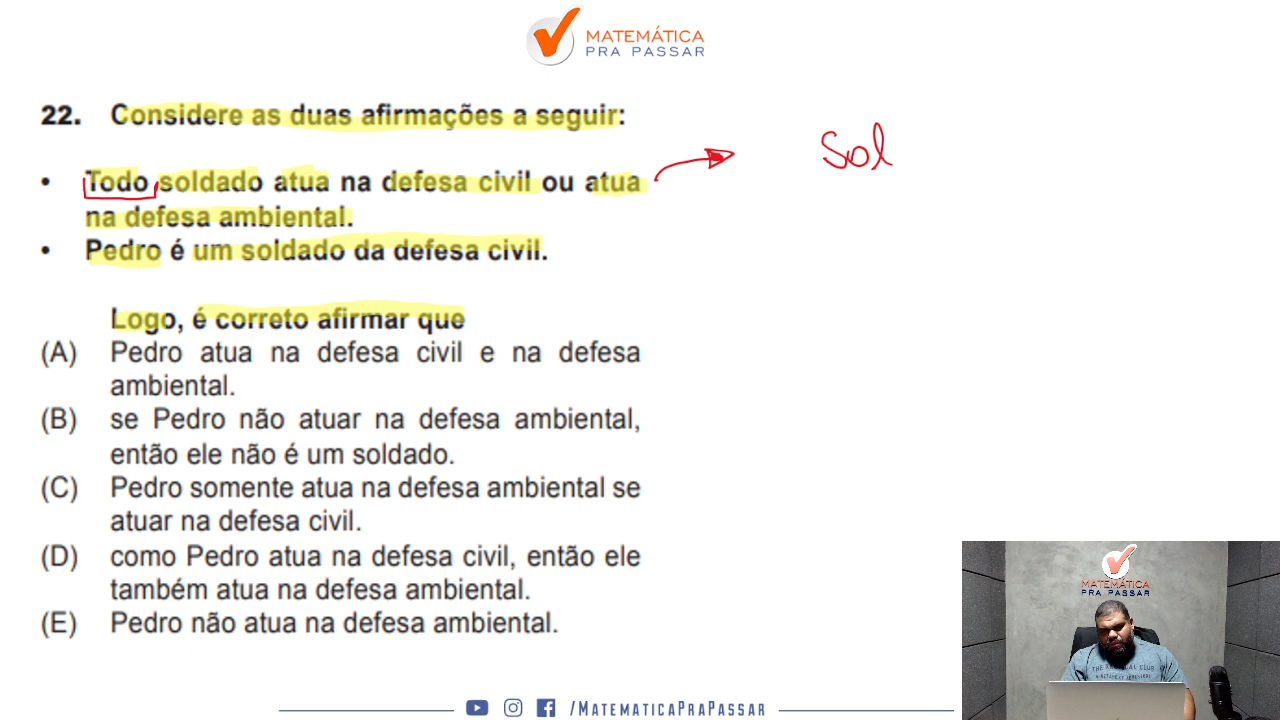 MATEMÁTICA
PRA PASSAR
22. Considere as duas afirmações a seguir:
• Todo soldado atua na defesa civil ou atua
na defesa ambiental.
• Pedro é um soldado da defesa civil.
Sol
Logo, é correto afirmar que
(A) Pedro atua na defesa civil e na defesa
ambiental.
(B) se Pedro não atuar na defesa ambiental,
então ele não é um soldado.
(C) Pedro somente atua na defesa ambiental se
atuar na defesa civil.
(D) como Pedro atua na defesa civil, então ele
também atua na defesa ambiental.
(E) Pedro não atua na defesa ambiental.
MATEMÁTICA
PRA PASSAR
/MATEMATICAPRAPASSAR